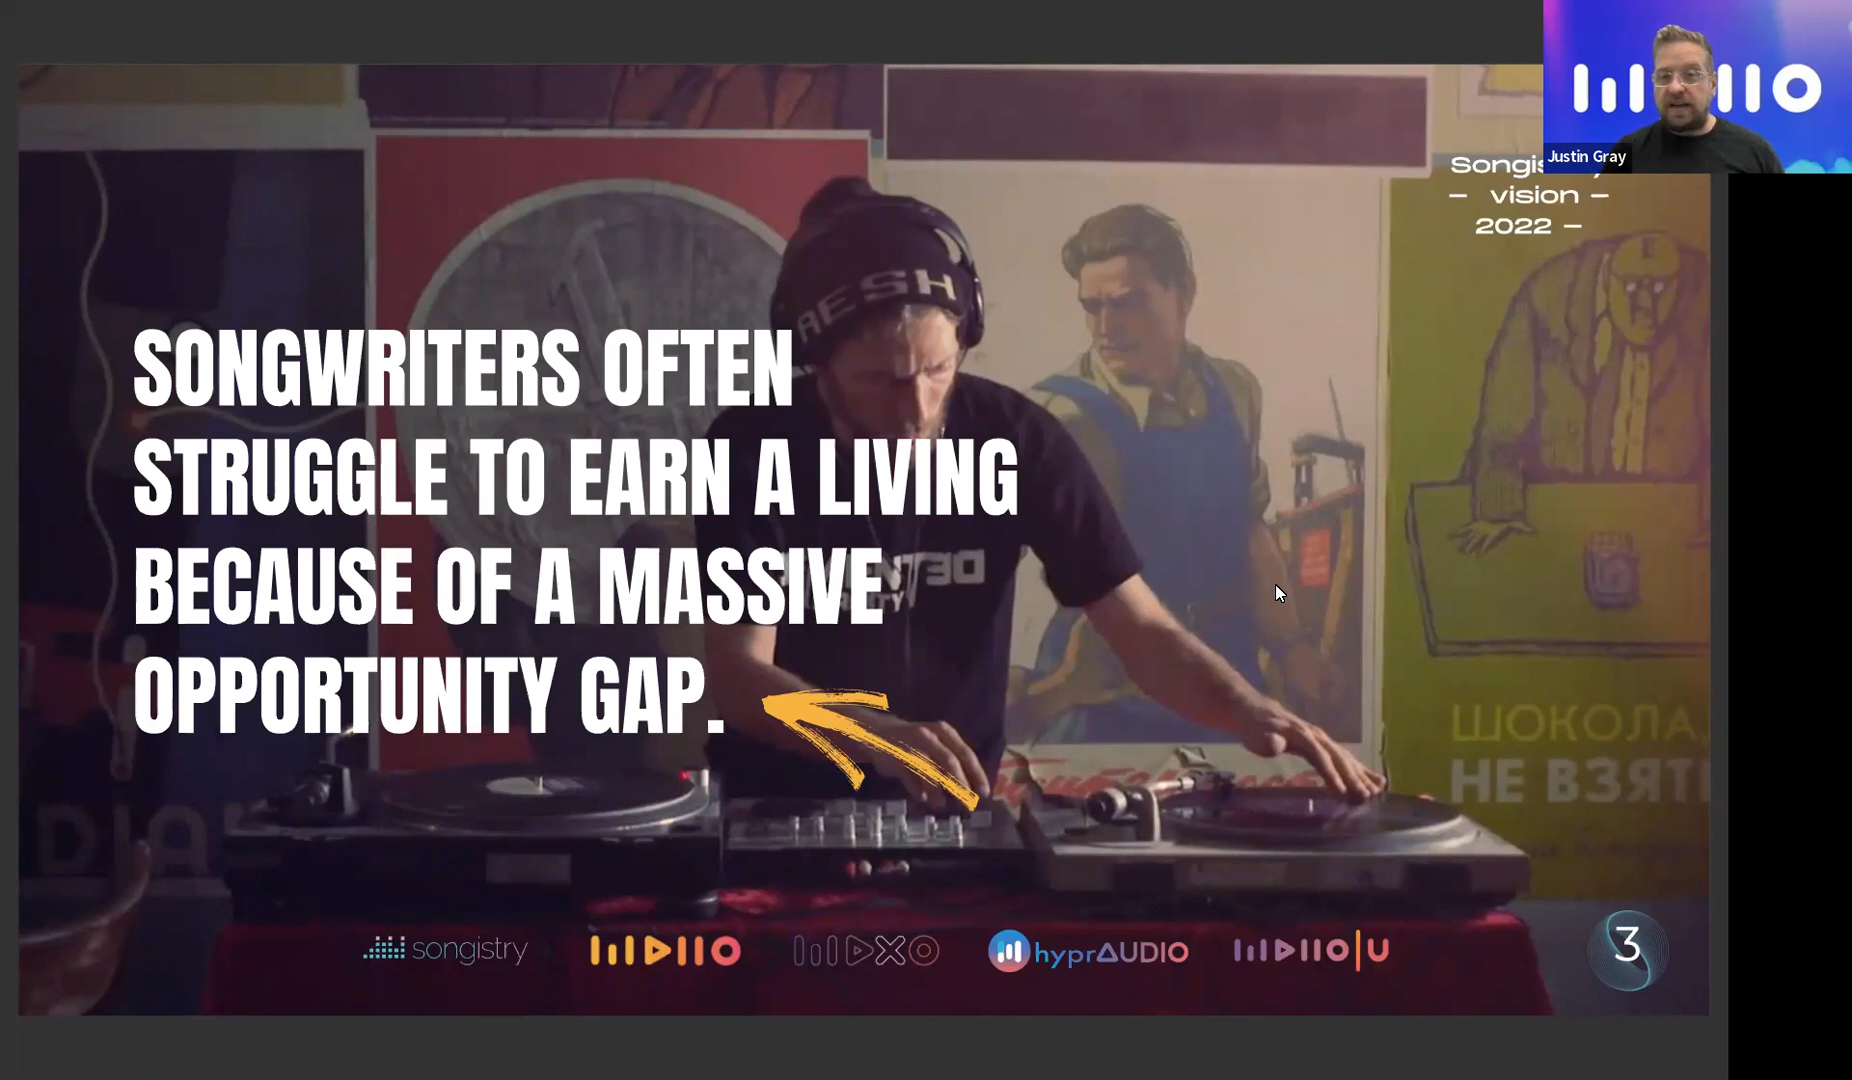 Justin Gray
— vision —
2022 —
SONGWRITERS OFTEN
STRUGGLE TO EARN A LIVING
BECAUSE OF A MASSIVE
OPPORTUNITY GAP.
ШОКОЛА
НЕ ВЗЯТ
songistry
hyprAUDIO
3